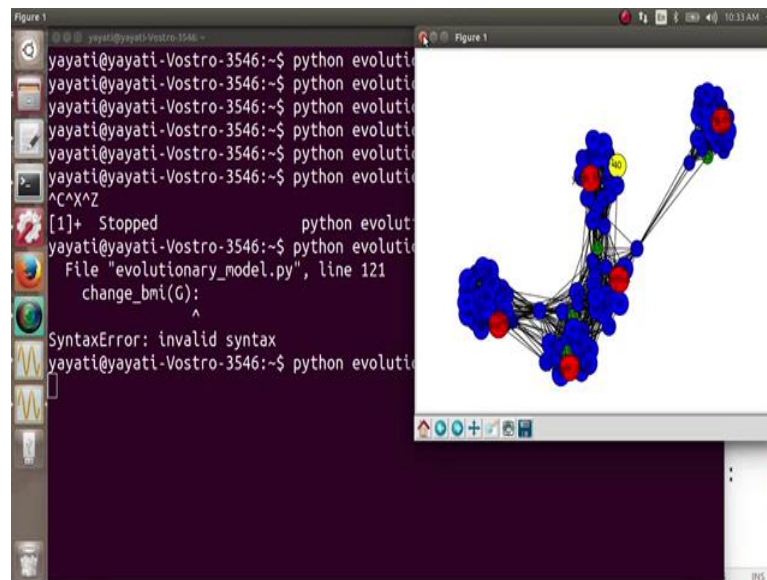 Figure 1
En
10:33 AM
yayati@yayati-Vostro-3546: ~
Figure 1
yayati@yayati-Vostro-3546:~$ python evolutio
yayati@yayati-Vostro-3546:~$ python evolutio
yayati@yayati-Vostro-3546:~$ python evolutio
yayati@yayati-Vostro-3546:~$ python evolutio
yayati@yayati-Vostro-3546:~$ python evolutio
yayati@yayati-Vostro-3546:~$ python evolutio
^C^X^Z
[1]+ Stopped python evolut
yayati@yayati-Vostro-3546:~$ python evolutio
File "evolutionary_model.py", line 121
change_bmi(G):
^
SyntaxError: invalid syntax
yayati@yayati-Vostro-3546:~$ python evolutio
40
:
INS